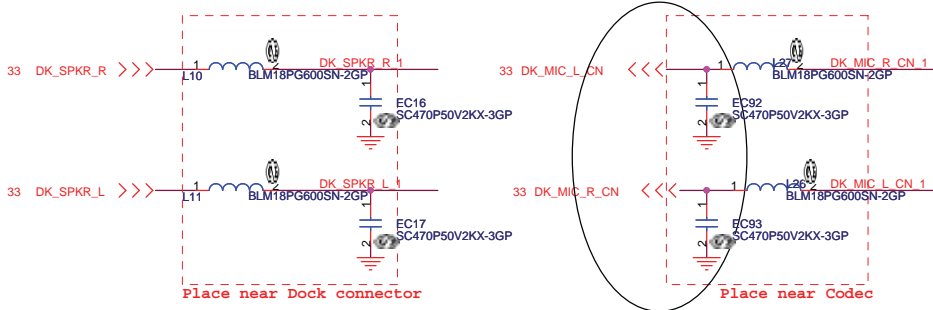 33 DK_SPKR_R
1
L10
2
DK_SPKR_R_1
BLM18PG600SN-2GP
1
2
EC16
SC470P50V2KX-3GP
33 DK_SPKR_L
1
L11
2
DK_SPKR_L_1
BLM18PG600SN-2GP
1
2
EC17
SC470P50V2KX-3GP
Place near Dock connector
33 DK_MIC_L_CN
1
L27
2
DK_MIC_R_CN_1
BLM18PG600SN-2GP
1
2
EC92
SC470P50V2KX-3GP
33 DK_MIC_R_CN
1
L26
2
DK_MIC_L_CN_1
BLM18PG600SN-2GP
1
2
EC93
SC470P50V2KX-3GP
Place near Codec